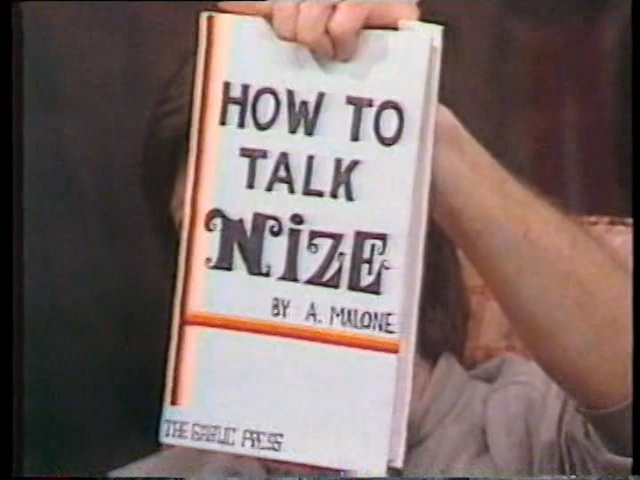 HOW TO
TALK
NiZE
BY A. MALONE
THE GARLIC PRESS